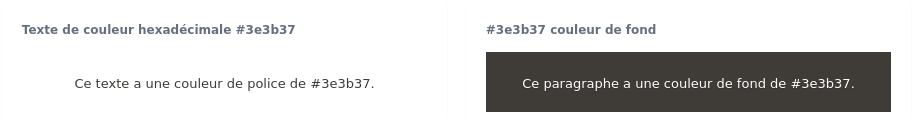 Texte de couleur hexadécimale #3e3b37
Ce texte a une couleur de police de #3e3b37.
#3e3b37 couleur de fond
Ce paragraphe a une couleur de fond de #3e3b37.